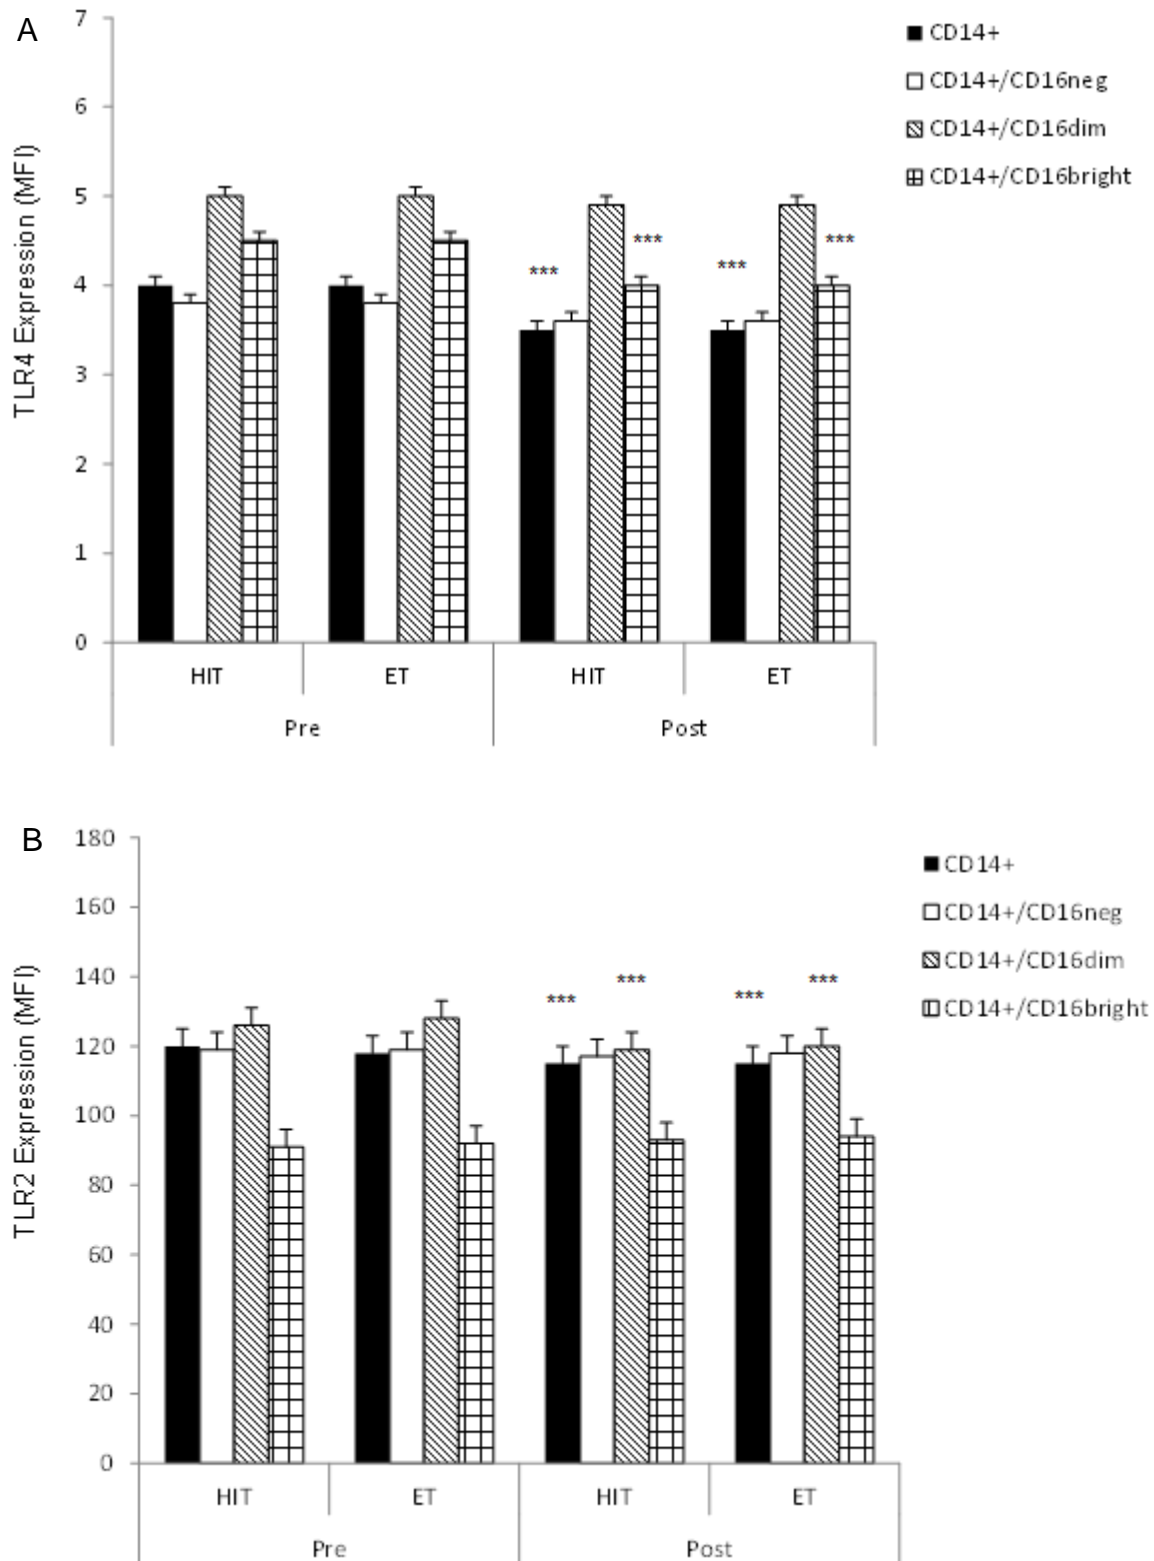 A
7
CD14+
CD14+/CD16neg
CD14+/CD16dim
CD14+/CD16bright
TLR4 Expression (MFI)
6
5
4
3
2
1
0
*** *** *** ***
HIT ET HIT ET
Pre Post
B
180
CD14+
CD14+/CD16neg
CD14+/CD16dim
CD14+/CD16bright
TLR2 Expression (MFI)
160
140
120
100
80
60
40
20
0
*** *** *** ***
HIT ET HIT ET
Pre Post